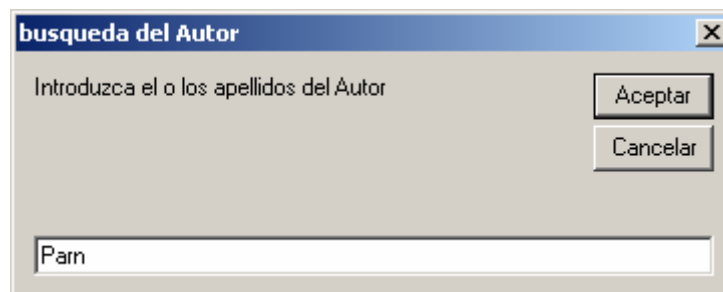 busqueda del Autor
Introduzca el o los apellidos del Autor
Aceptar
Cancelar
Parn